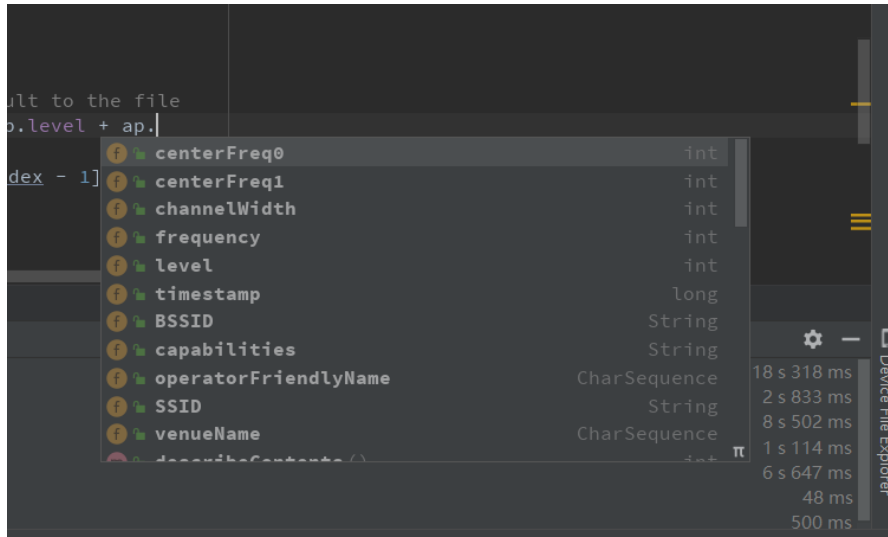 ult to the file
p.level + ap.
dex - 1]
f centerFreq0 int
f centerFreq1 int
f channelWidth int
f frequency int
f level int
f timestamp long
f BSSID String
f capabilities String
f operatorFriendlyName CharSequence
f SSID String
f venueName CharSequence
describeContents() int
π
18 s 318 ms
2 s 833 ms
8 s 502 ms
1 s 114 ms
6 s 647 ms
48 ms
500 ms
Device File Explorer